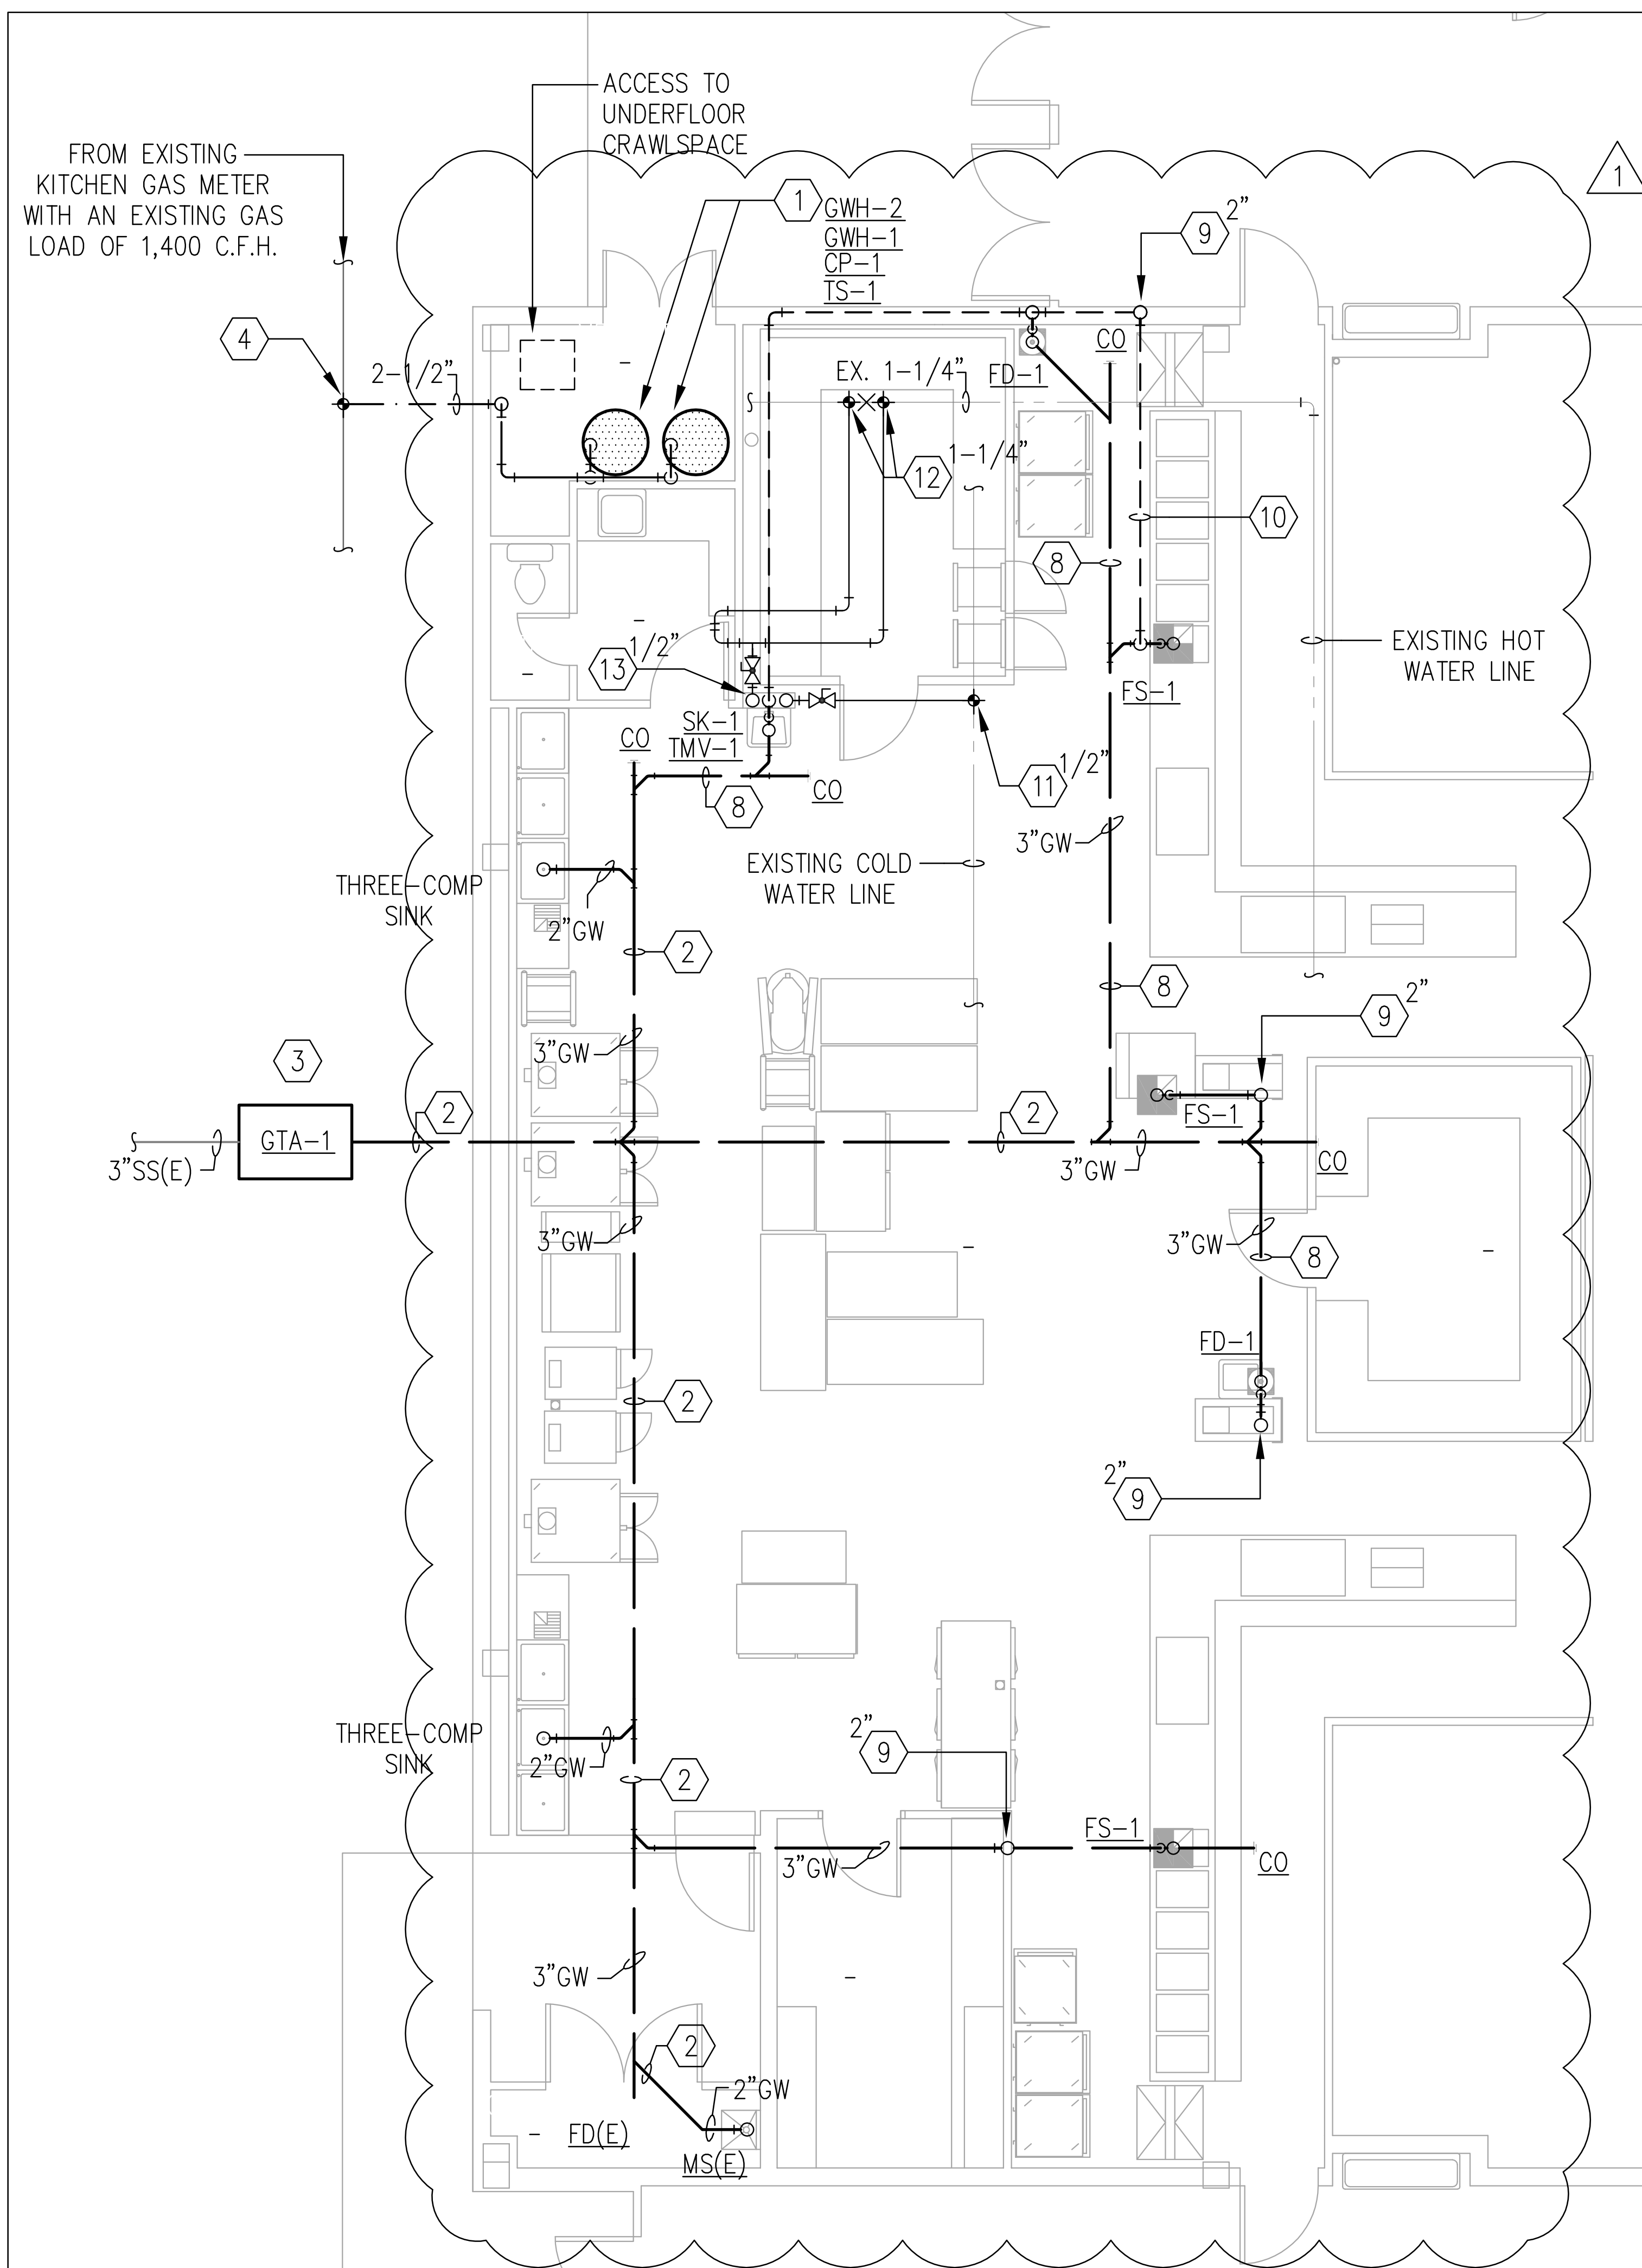 ACCESS TO
UNDERFLOOR
CRAWLSPACE
FROM EXISTING
KITCHEN GAS METER
WITH AN EXISTING GAS
LOAD OF 1,400 C.F.H.
1
1
GWH-2
GWH-1
CP-1
TS-1
9
2"
4
2-1/2"
EX. 1-1/4"
FD-1
CO
12
1-1/4"
10
8
EXISTING HOT
WATER LINE
13
1/2"
FS-1
SK-1
TMV-1
CO
CO
8
11
1/2"
3"GW
EXISTING COLD
WATER LINE
THREE-COMP
SINK
2"GW
2
8
9
2"
3"GW
3
2
GTA-1
3"SS(E)
2
FS-1
3"GW
CO
3"GW
3"GW
8
FD-1
2
2"
9
THREE-COMP
SINK
2"GW
2
2"
9
FS-1
3"GW
CO
3"GW
2
2"GW
FD(E)
MS(E)